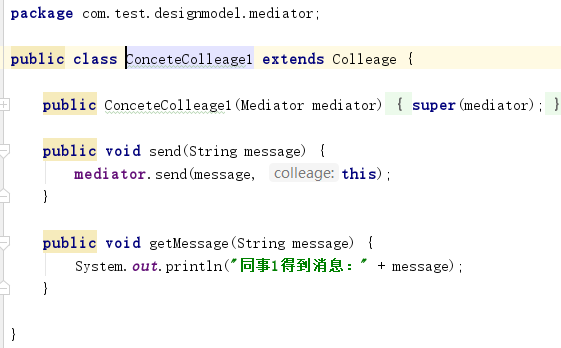 package com.test.designmodel.mediator;
public class ConceteColleage1 extends Colleage {
public ConceteColleage1(Mediator mediator) { super(mediator); }
public void send(String message) {
mediator.send(message, colleage: this);
}
public void getMessage(String message) {
System.out.println("同事1得到消息：" + message);
}
}